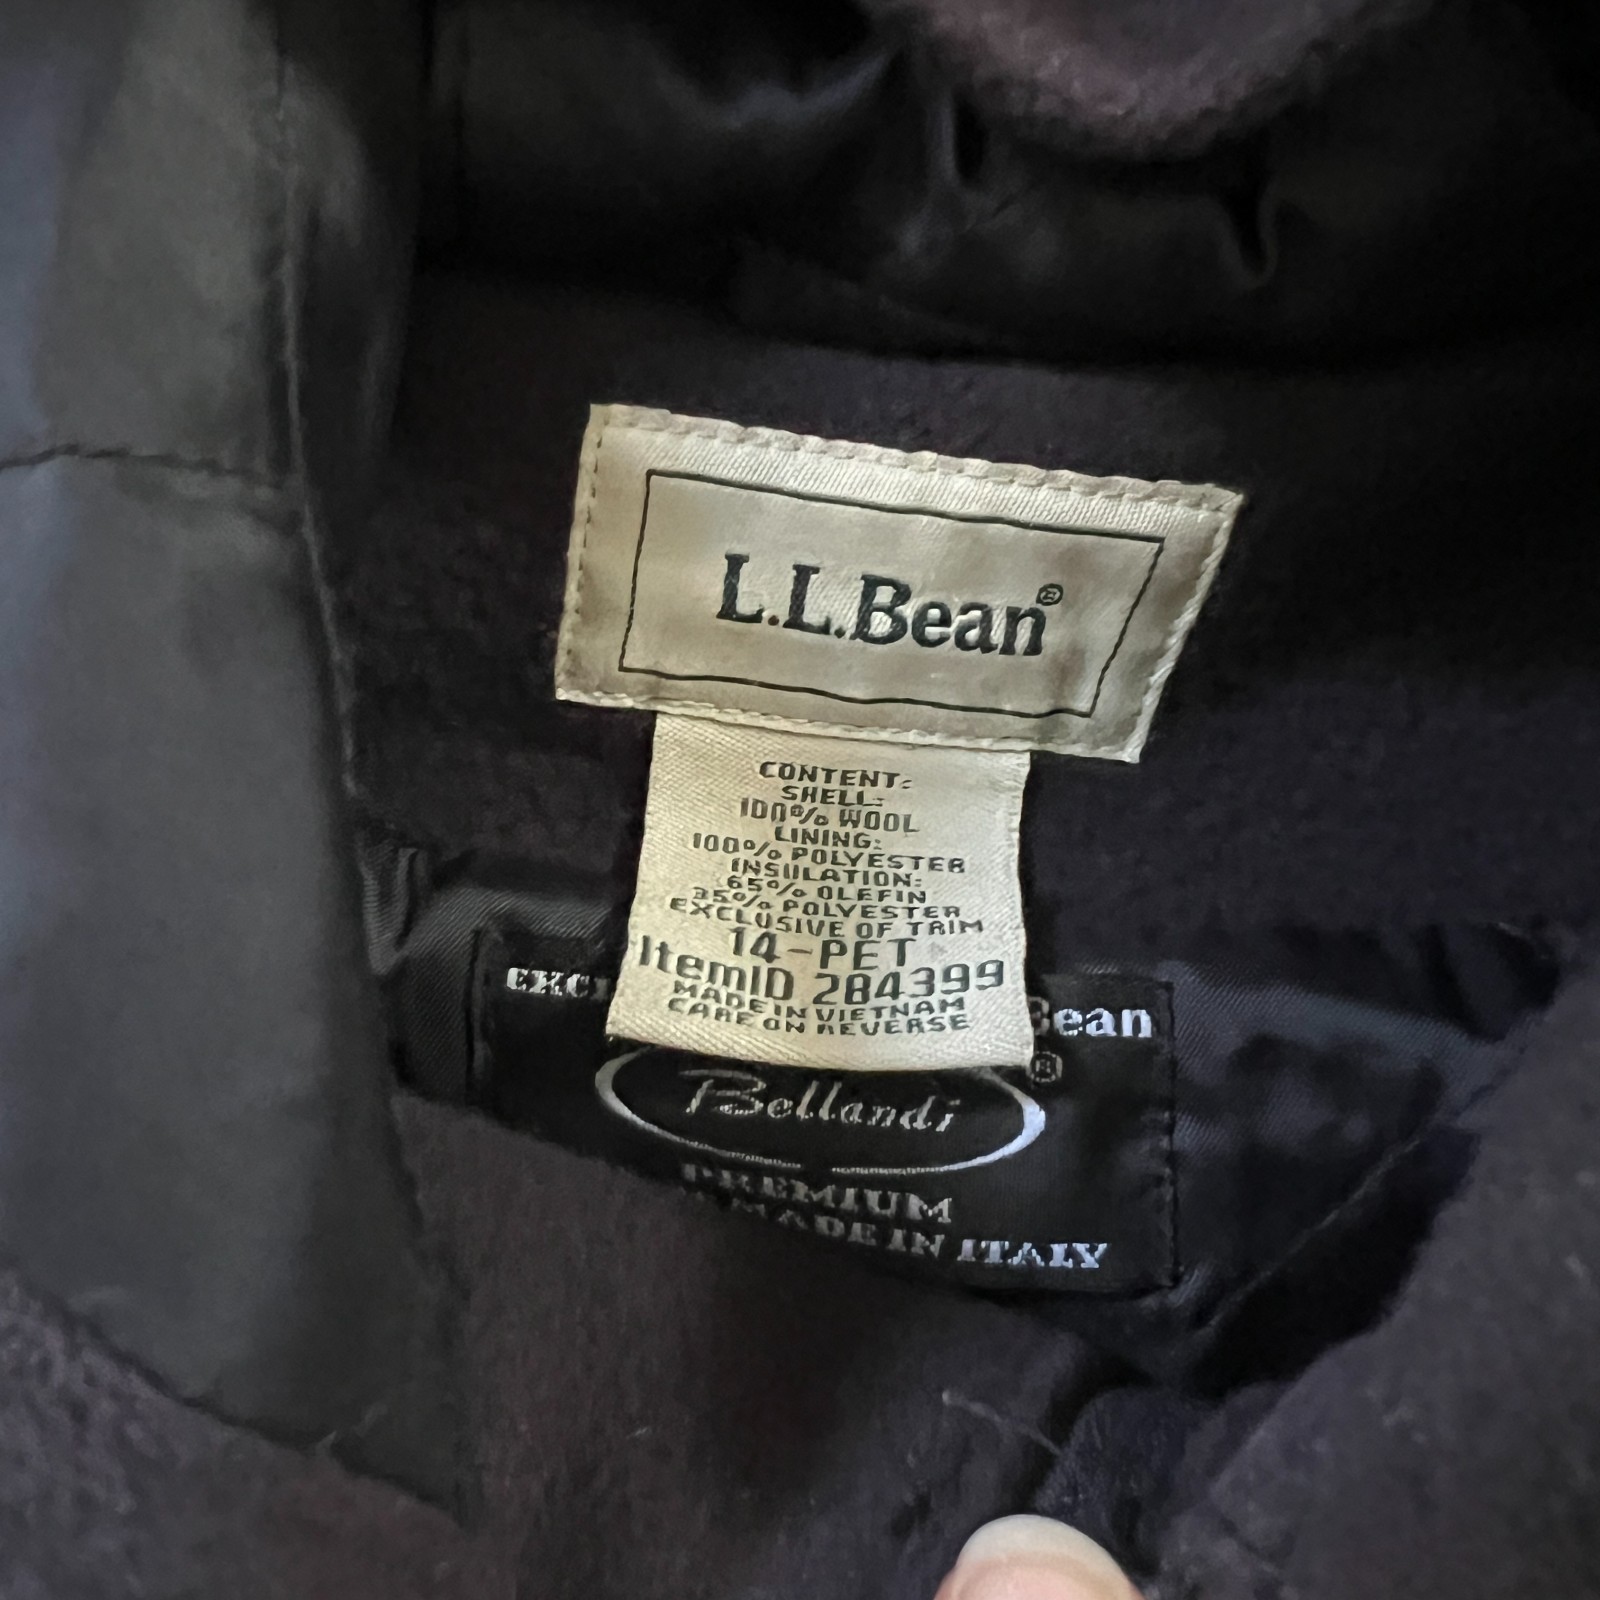 L.L.Bean®
CONTENT:
SHELL:
100% WOOL
LINING:
100% POLYESTER
INSULATION:
65% OLEFIN
35% POLYESTER
EXCLUSIVE OF TRIM
14-PET
ItemID 284399
MADE IN VIETNAM
CARE ON REVERSE
Bean
Bellandi®
PREMIUM
MADE IN ITALY